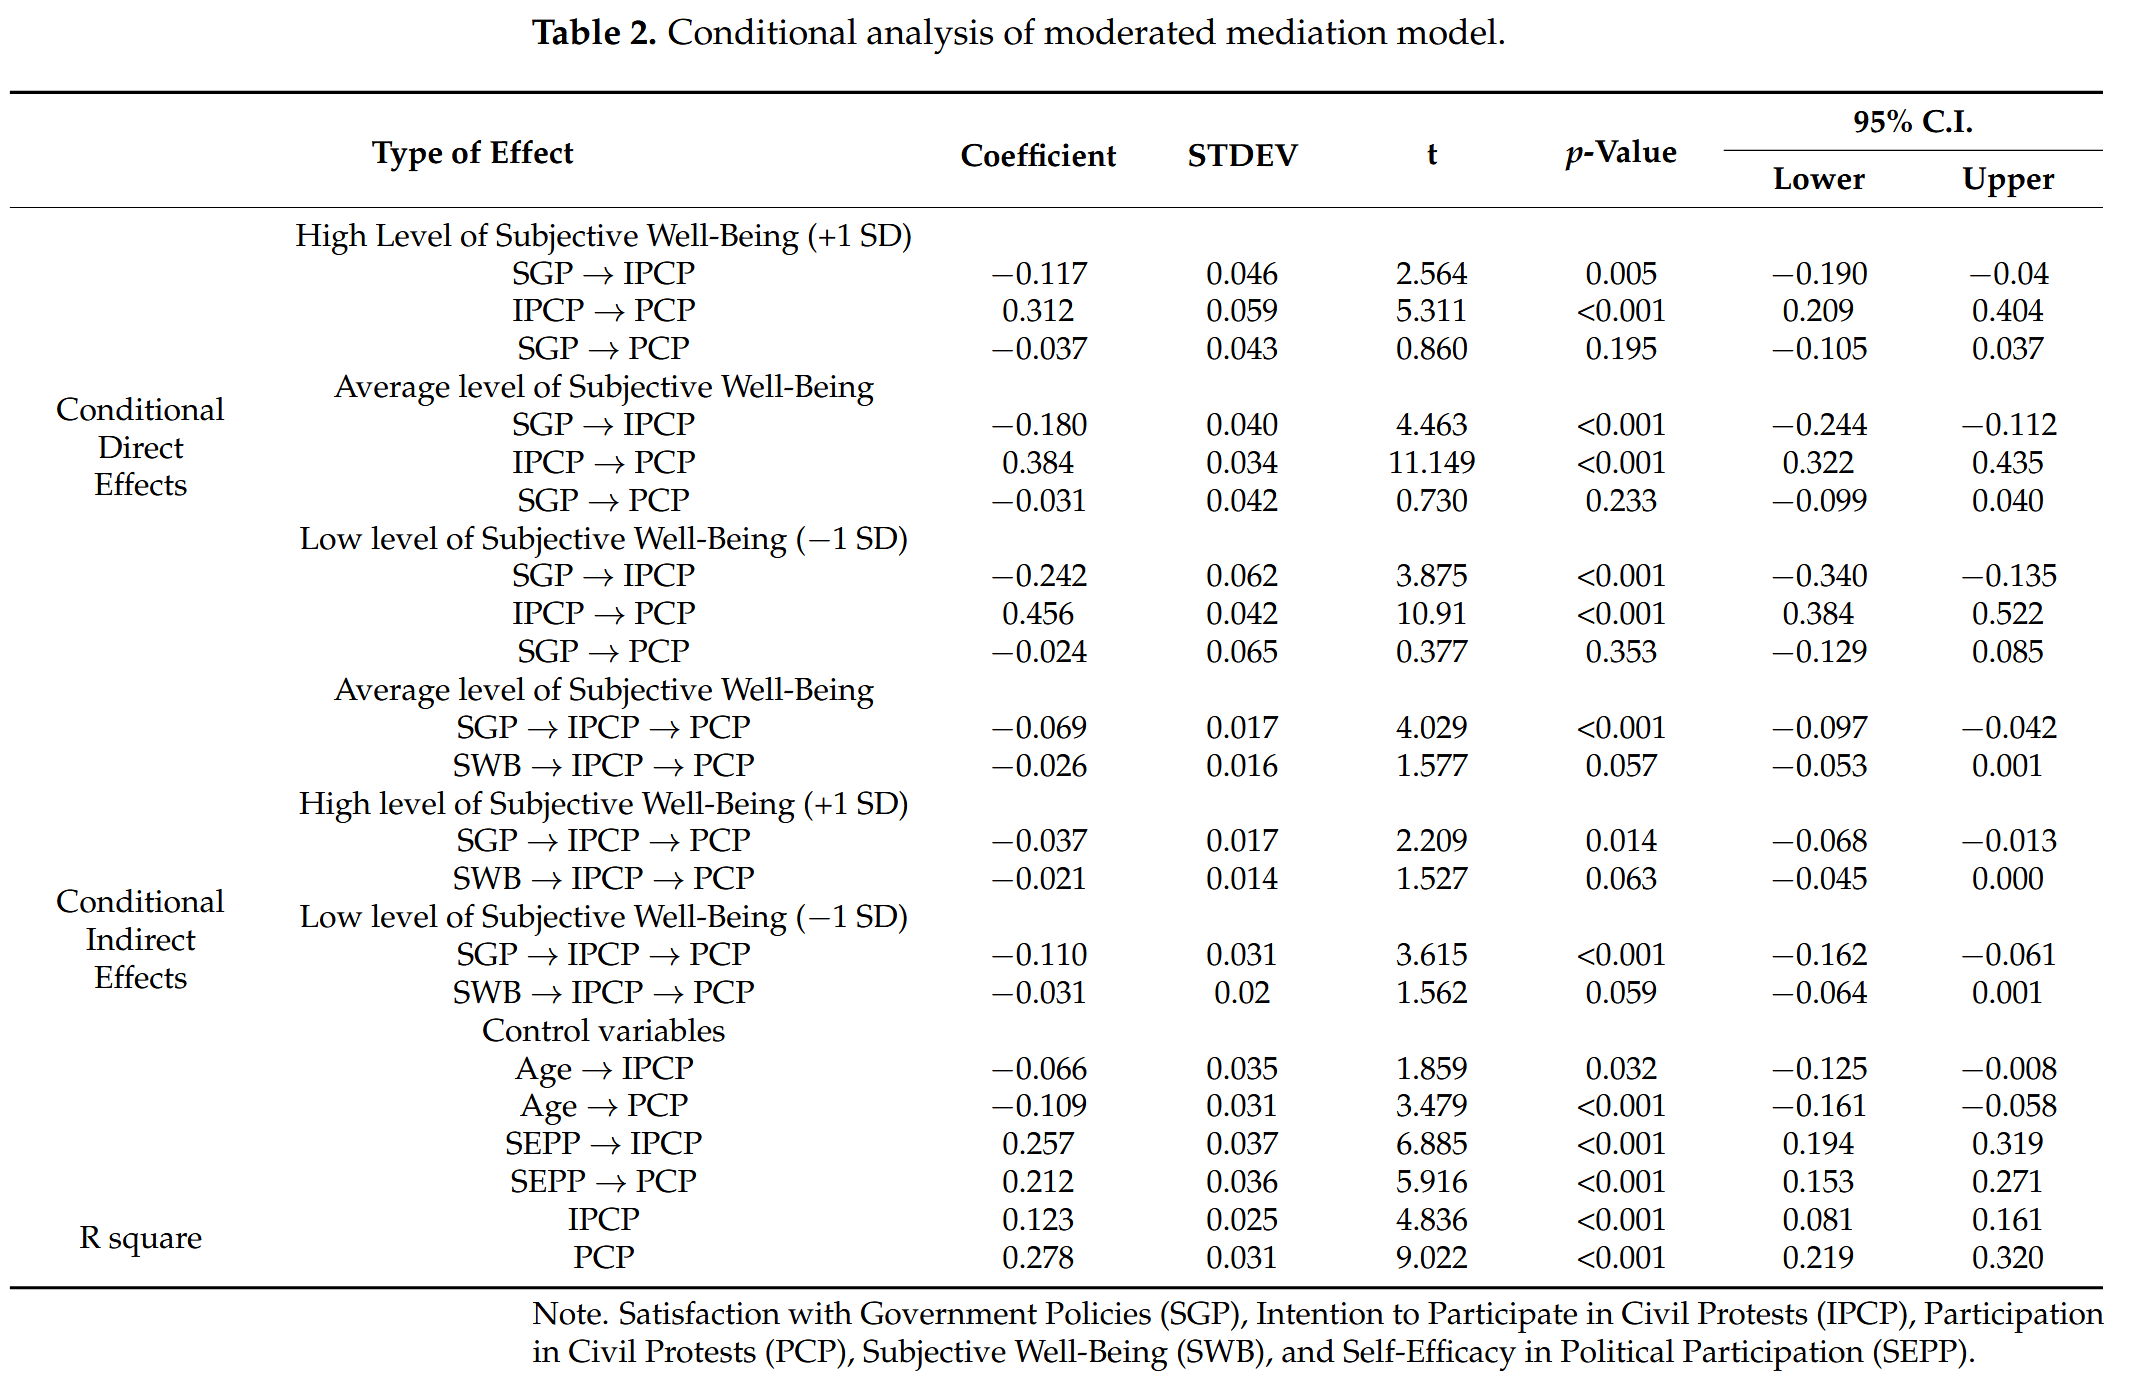 Table 2. Conditional analysis of moderated mediation model.
Type of Effect Coefficient STDEV t p-Value 95% C.I.
Lower Upper
High Level of Subjective Well-Being (+1 SD)
SGP → IPCP −0.117 0.046 2.564 0.005 −0.190 −0.04
IPCP → PCP 0.312 0.059 5.311 <0.001 0.209 0.404
SGP → PCP −0.037 0.043 0.860 0.195 −0.105 0.037
Average level of Subjective Well-Being
Conditional
Direct
Effects
SGP → IPCP −0.180 0.040 4.463 <0.001 −0.244 −0.112
IPCP → PCP 0.384 0.034 11.149 <0.001 0.322 0.435
SGP → PCP −0.031 0.042 0.730 0.233 −0.099 0.040
Low level of Subjective Well-Being (−1 SD)
SGP → IPCP −0.242 0.062 3.875 <0.001 −0.340 −0.135
IPCP → PCP 0.456 0.042 10.91 <0.001 0.384 0.522
SGP → PCP −0.024 0.065 0.377 0.353 −0.129 0.085
Average level of Subjective Well-Being
SGP → IPCP → PCP −0.069 0.017 4.029 <0.001 −0.097 −0.042
SWB → IPCP → PCP −0.026 0.016 1.577 0.057 −0.053 0.001
High level of Subjective Well-Being (+1 SD)
SGP → IPCP → PCP −0.037 0.017 2.209 0.014 −0.068 −0.013
SWB → IPCP → PCP −0.021 0.014 1.527 0.063 −0.045 0.000
Conditional
Indirect
Effects
Low level of Subjective Well-Being (−1 SD)
SGP → IPCP → PCP −0.110 0.031 3.615 <0.001 −0.162 −0.061
SWB → IPCP → PCP −0.031 0.02 1.562 0.059 −0.064 0.001
Control variables
Age → IPCP −0.066 0.035 1.859 0.032 −0.125 −0.008
Age → PCP −0.109 0.031 3.479 <0.001 −0.161 −0.058
SEPP → IPCP 0.257 0.037 6.885 <0.001 0.194 0.319
SEPP → PCP 0.212 0.036 5.916 <0.001 0.153 0.271
R square
IPCP 0.123 0.025 4.836 <0.001 0.081 0.161
PCP 0.278 0.031 9.022 <0.001 0.219 0.320
Note. Satisfaction with Government Policies (SGP), Intention to Participate in Civil Protests (IPCP), Participation
in Civil Protests (PCP), Subjective Well-Being (SWB), and Self-Efficacy in Political Participation (SEPP).